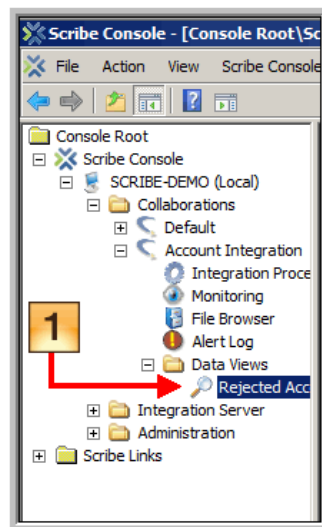 Scribe Console - [Console Root\Sc
File Action View Scribe Console
Console Root
Scribe Console
SCRIBE-DEMO (Local)
Collaborations
Default
Account Integration
Integration Proce
Monitoring
File Browser
Alert Log
Data Views
1
Rejected Acc
Integration Server
Administration
Scribe Links